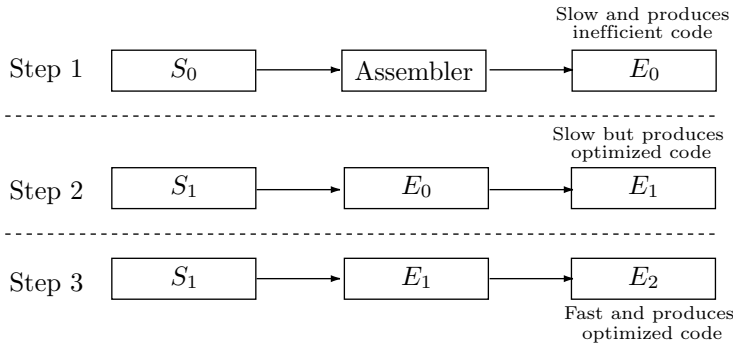 Slow and produces
inefficient code
Step 1 S₀ Assembler E₀
Slow but produces
optimized code
Step 2 S₁ E₀ E₁
Step 3 S₁ E₁ E₂
Fast and produces
optimized code